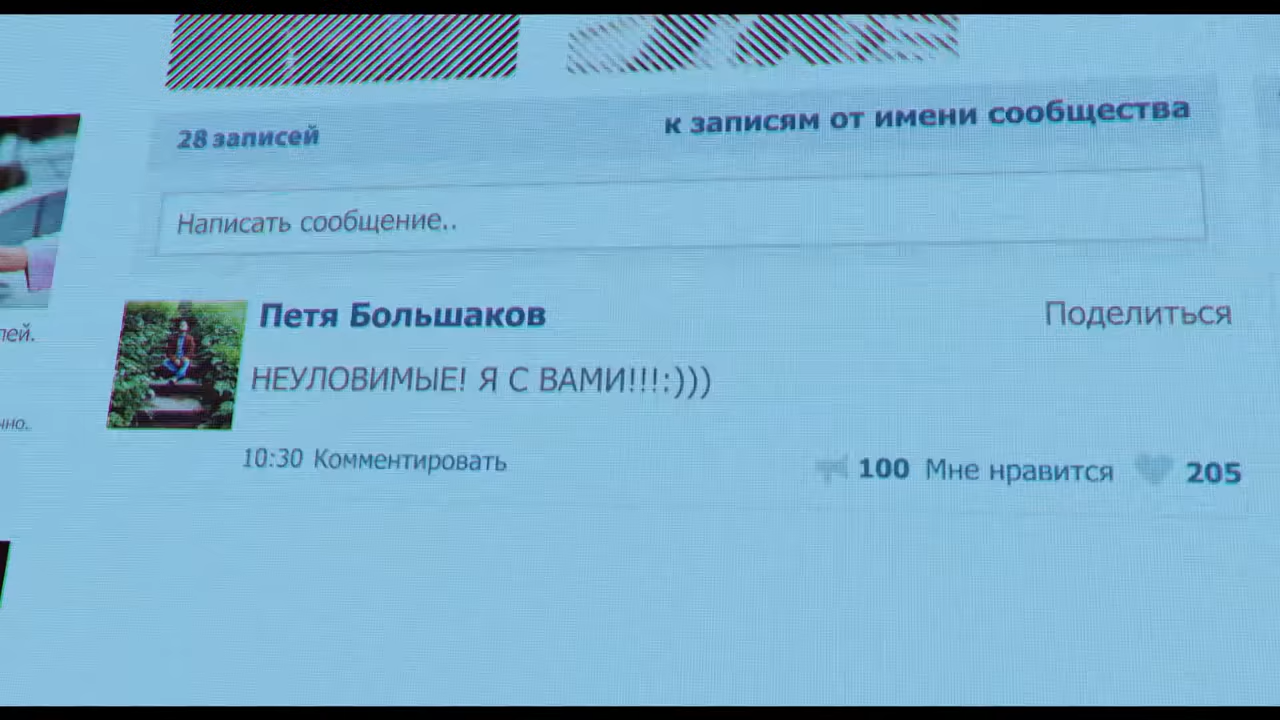 28 записей
к записям от имени сообщества
Написать сообщение..
Петя Большаков
Поделиться
НЕУЛОВИМЫЕ! Я С ВАМИ!!!:)))
10:30 Комментировать
100 Мне нравится 205